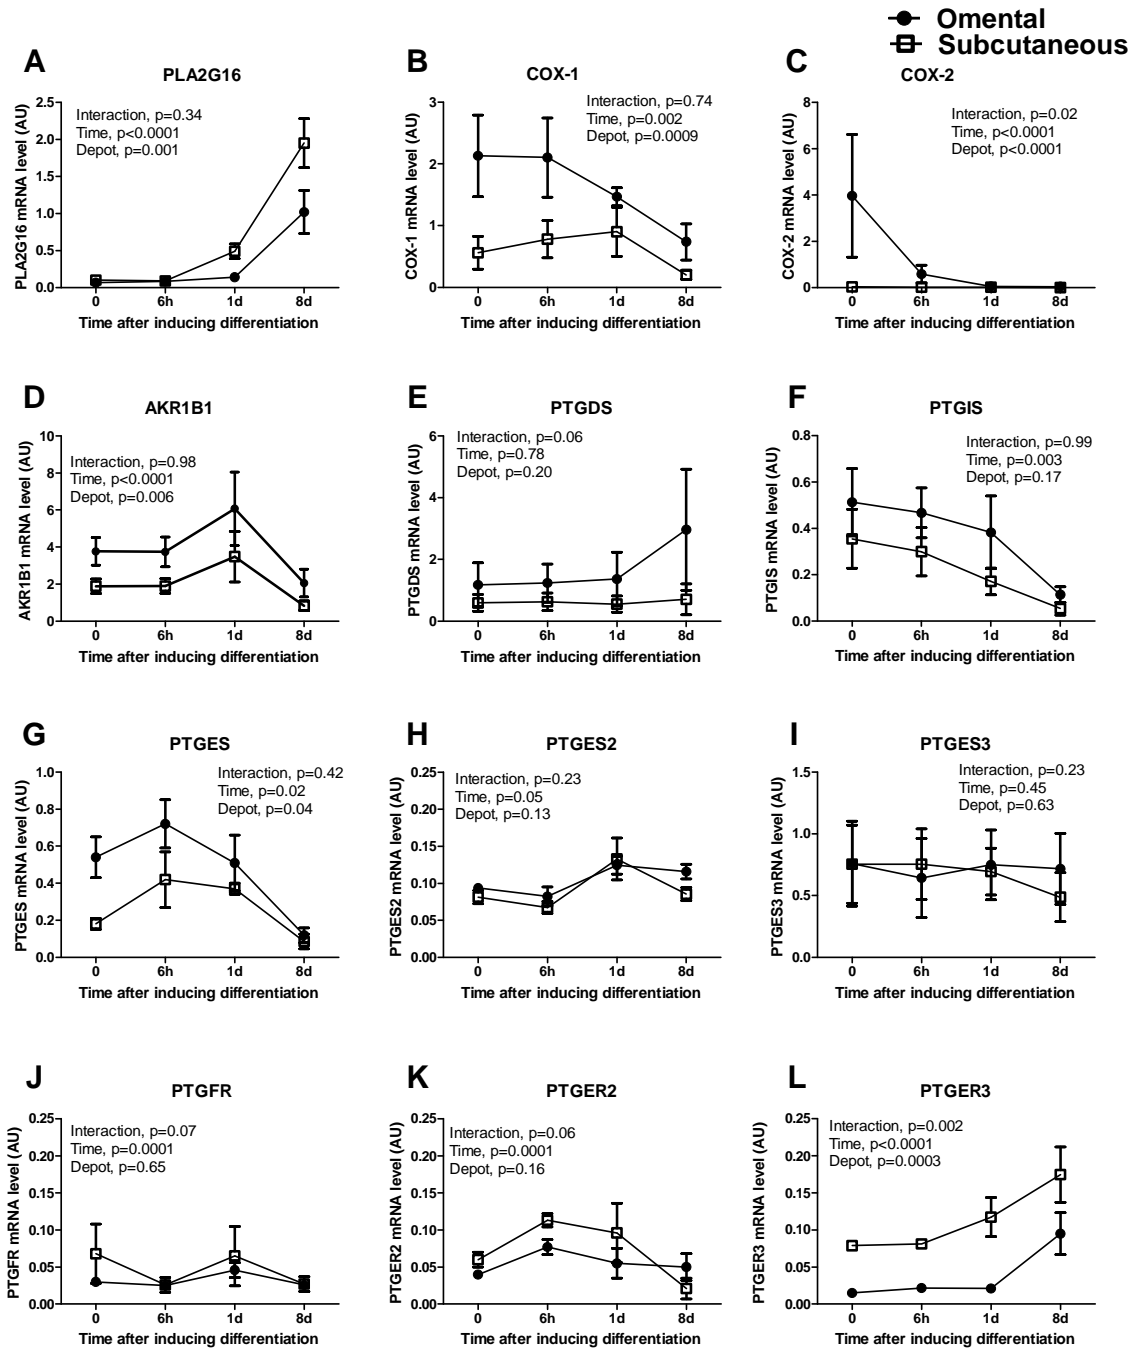 Omental
Subcutaneous
A
PLA2G16
PLA2G16 mRNA level (AU)
2.5
2.0
1.5
1.0
0.5
0.0
Interaction, p=0.34
Time, p<0.0001
Depot, p=0.001
0 6h 1d 8d
Time after inducing differentiation
B
COX-1
COX-1 mRNA level (AU)
3
2
1
0
Interaction, p=0.74
Time, p=0.002
Depot, p=0.0009
0 6h 1d 8d
Time after inducing differentiation
C
COX-2
COX-2 mRNA level (AU)
8
6
4
2
0
Interaction, p=0.02
Time, p<0.0001
Depot, p<0.0001
0 6h 1d 8d
Time after inducing differentiation
D
AKR1B1
AKR1B1 mRNA level (AU)
10
8
6
4
2
0
Interaction, p=0.98
Time, p<0.0001
Depot, p=0.006
0 6h 1d 8d
Time after inducing differentiation
E
PTGDS
PTGDS mRNA level (AU)
6
4
2
0
Interaction, p=0.06
Time, p=0.78
Depot, p=0.20
0 6h 1d 8d
Time after inducing differentiation
F
PTGIS
PTGIS mRNA level (AU)
0.8
0.6
0.4
0.2
0.0
Interaction, p=0.99
Time, p=0.003
Depot, p=0.17
0 6h 1d 8d
Time after inducing differentiation
G
PTGES
PTGES mRNA level (AU)
1.0
0.8
0.6
0.4
0.2
0.0
Interaction, p=0.42
Time, p=0.02
Depot, p=0.04
0 6h 1d 8d
Time after inducing differentiation
H
PTGES2
PTGES2 mRNA level (AU)
0.25
0.20
0.15
0.10
0.05
0.00
Interaction, p=0.23
Time, p=0.05
Depot, p=0.13
0 6h 1d 8d
Time after inducing differentiation
I
PTGES3
PTGES3 mRNA level (AU)
1.5
1.0
0.5
0.0
Interaction, p=0.23
Time, p=0.45
Depot, p=0.63
0 6h 1d 8d
Time after inducing differentiation
J
PTGFR
PTGFR mRNA level (AU)
0.25
0.20
0.15
0.10
0.05
0.00
Interaction, p=0.07
Time, p=0.0001
Depot, p=0.65
0 6h 1d 8d
Time after inducing differentiation
K
PTGER2
PTGER2 mRNA level (AU)
0.25
0.20
0.15
0.10
0.05
0.00
Interaction, p=0.06
Time, p=0.0001
Depot, p=0.16
0 6h 1d 8d
Time after inducing differentiation
L
PTGER3
PTGER3 mRNA level (AU)
0.25
0.20
0.15
0.10
0.05
0.00
Interaction, p=0.002
Time, p<0.0001
Depot, p=0.0003
0 6h 1d 8d
Time after inducing differentiation